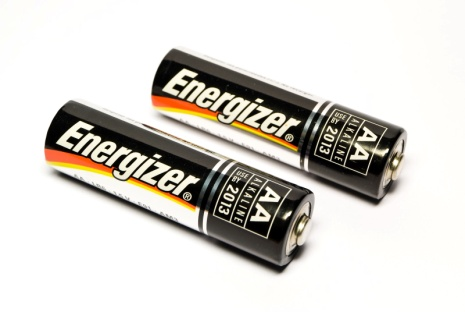 Energizer®
USE BY 2013
ALKALINE
AA
Energizer®
USE BY 2013
ALKALINE
AA